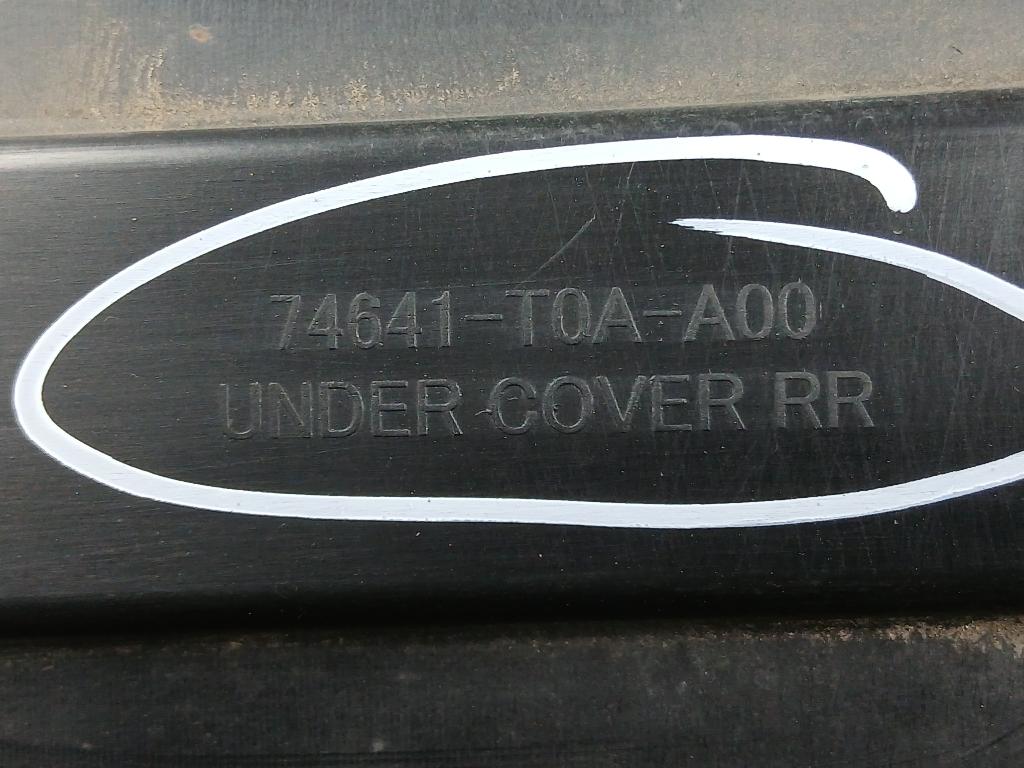 74641-T0A-A00
UNDER COVER RR